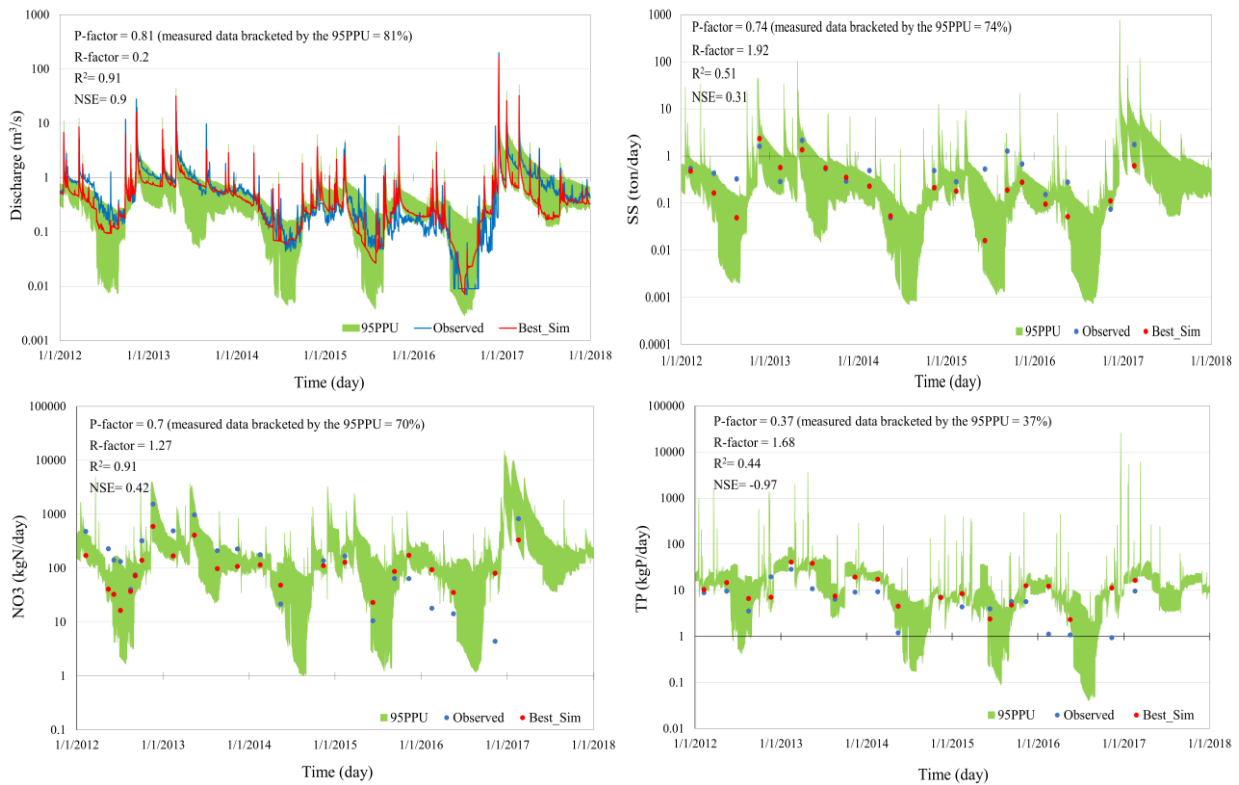 P-factor = 0.81 (measured data bracketed by the 95PPU = 81%)
R-factor = 0.2
R²= 0.91
NSE= 0.9
Discharge (m³/s)
1000
100
10
1
0.1
0.01
0.001
95PPU Observed Best_Sim
1/1/2012 1/1/2013 1/1/2014 1/1/2015 1/1/2016 1/1/2017 1/1/2018
Time (day)
P-factor = 0.74 (measured data bracketed by the 95PPU = 74%)
R-factor = 1.92
R²= 0.51
NSE= 0.31
SS (ton/day)
1000
100
10
1
0.1
0.01
0.001
0.0001
95PPU Observed Best_Sim
1/1/2012 1/1/2013 1/1/2014 1/1/2015 1/1/2016 1/1/2017 1/1/2018
Time (day)
P-factor = 0.7 (measured data bracketed by the 95PPU = 70%)
R-factor = 1.27
R²= 0.91
NSE= 0.42
NO3 (kgN/day)
100000
10000
1000
100
10
1
0.1
95PPU Observed Best_Sim
1/1/2012 1/1/2013 1/1/2014 1/1/2015 1/1/2016 1/1/2017 1/1/2018
Time (day)
P-factor = 0.37 (measured data bracketed by the 95PPU = 37%)
R-factor = 1.68
R²= 0.44
NSE= -0.97
TP (kgP/day)
100000
10000
1000
100
10
1
0.1
0.01
95PPU Observed Best_Sim
1/1/2012 1/1/2013 1/1/2014 1/1/2015 1/1/2016 1/1/2017 1/1/2018
Time (day)